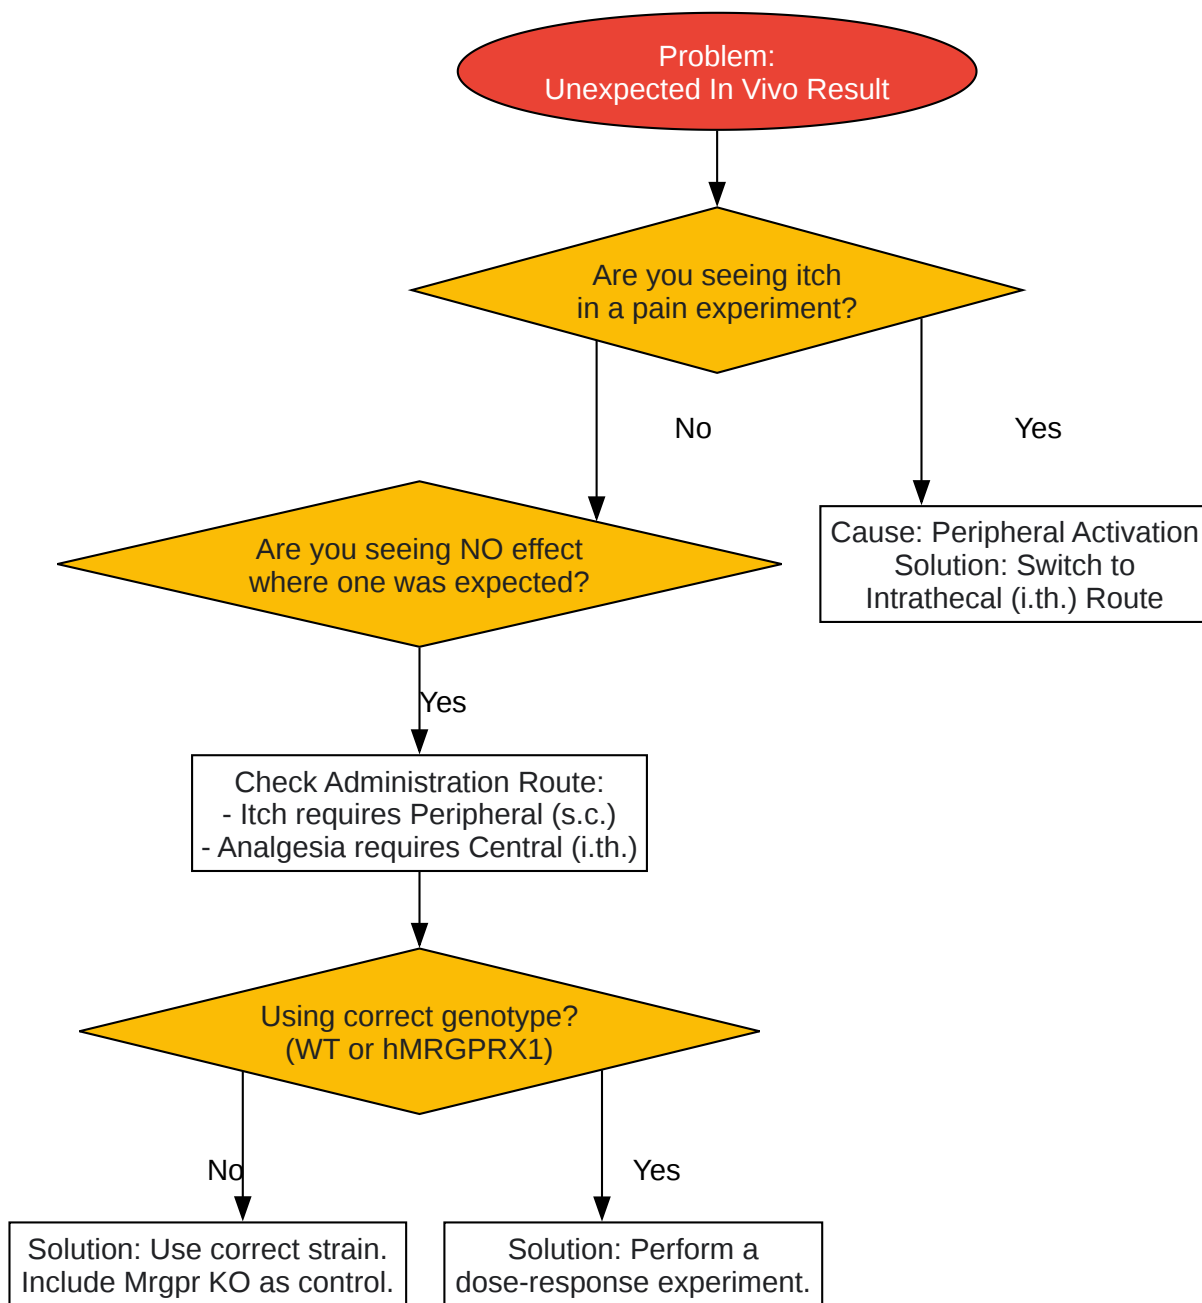 Problem:
Unexpected In Vivo Result
Are you seeing itch
in a pain experiment?
No
Yes
Cause: Peripheral Activation
Solution: Switch to
Intrathecal (i.th.) Route
Are you seeing NO effect
where one was expected?
Yes
Check Administration Route:
- Itch requires Peripheral (s.c.)
- Analgesia requires Central (i.th.)
Using correct genotype?
(WT or hMRGPRX1)
No
Yes
Solution: Use correct strain.
Include Mrgpr KO as control.
Solution: Perform a
dose-response experiment.